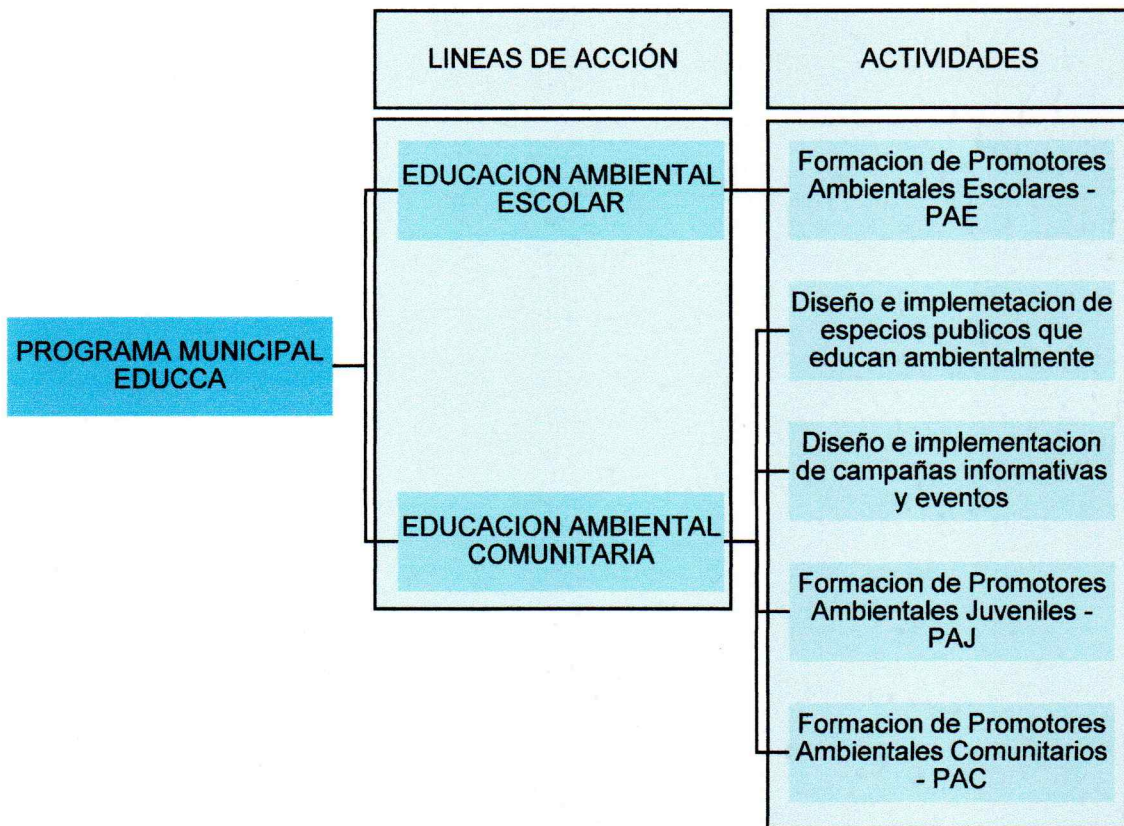 LINEAS DE ACCIÓN
ACTIVIDADES
PROGRAMA MUNICIPAL
EDUCCA
EDUCACION AMBIENTAL
ESCOLAR
EDUCACION AMBIENTAL
COMUNITARIA
Formacion de Promotores
Ambientales Escolares -
PAE
Diseño e implemetacion de
especios publicos que
educan ambientalmente
Diseño e implementacion
de campañas informativas
y eventos
Formacion de Promotores
Ambientales Juveniles -
PAJ
Formacion de Promotores
Ambientales Comunitarios
- PAC